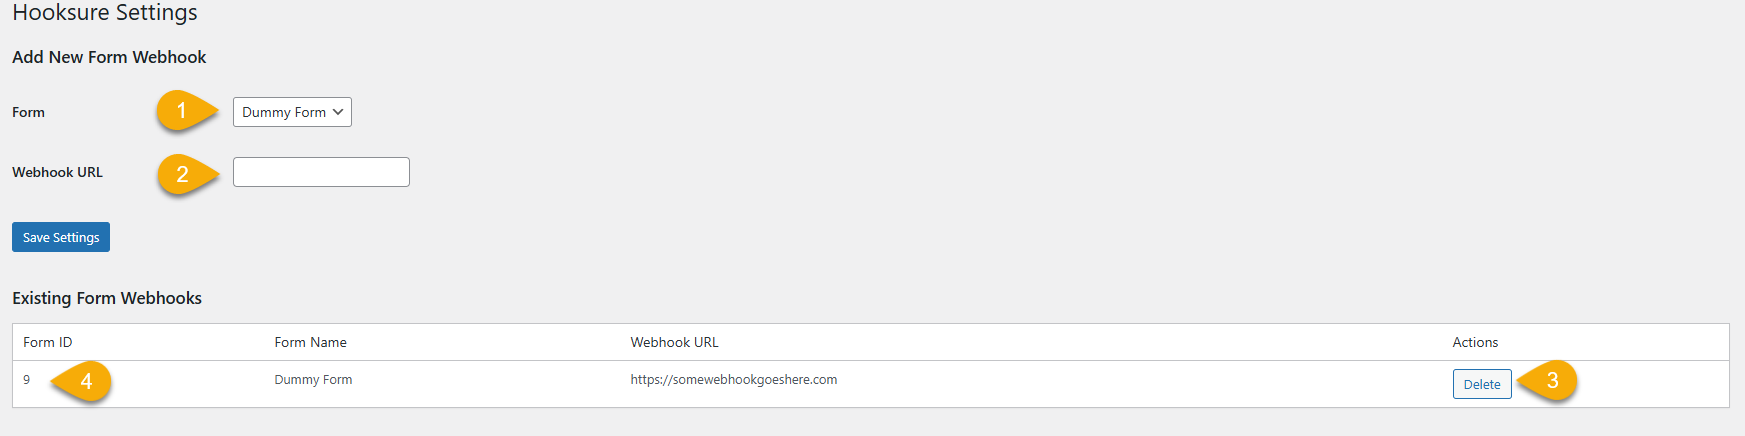 Hooksure Settings
Add New Form Webhook
Form 1 Dummy Form
Webhook URL 2
Save Settings
Existing Form Webhooks
Form ID Form Name Webhook URL Actions
9 4 Dummy Form https://somewebhookgoeshere.com Delete 3